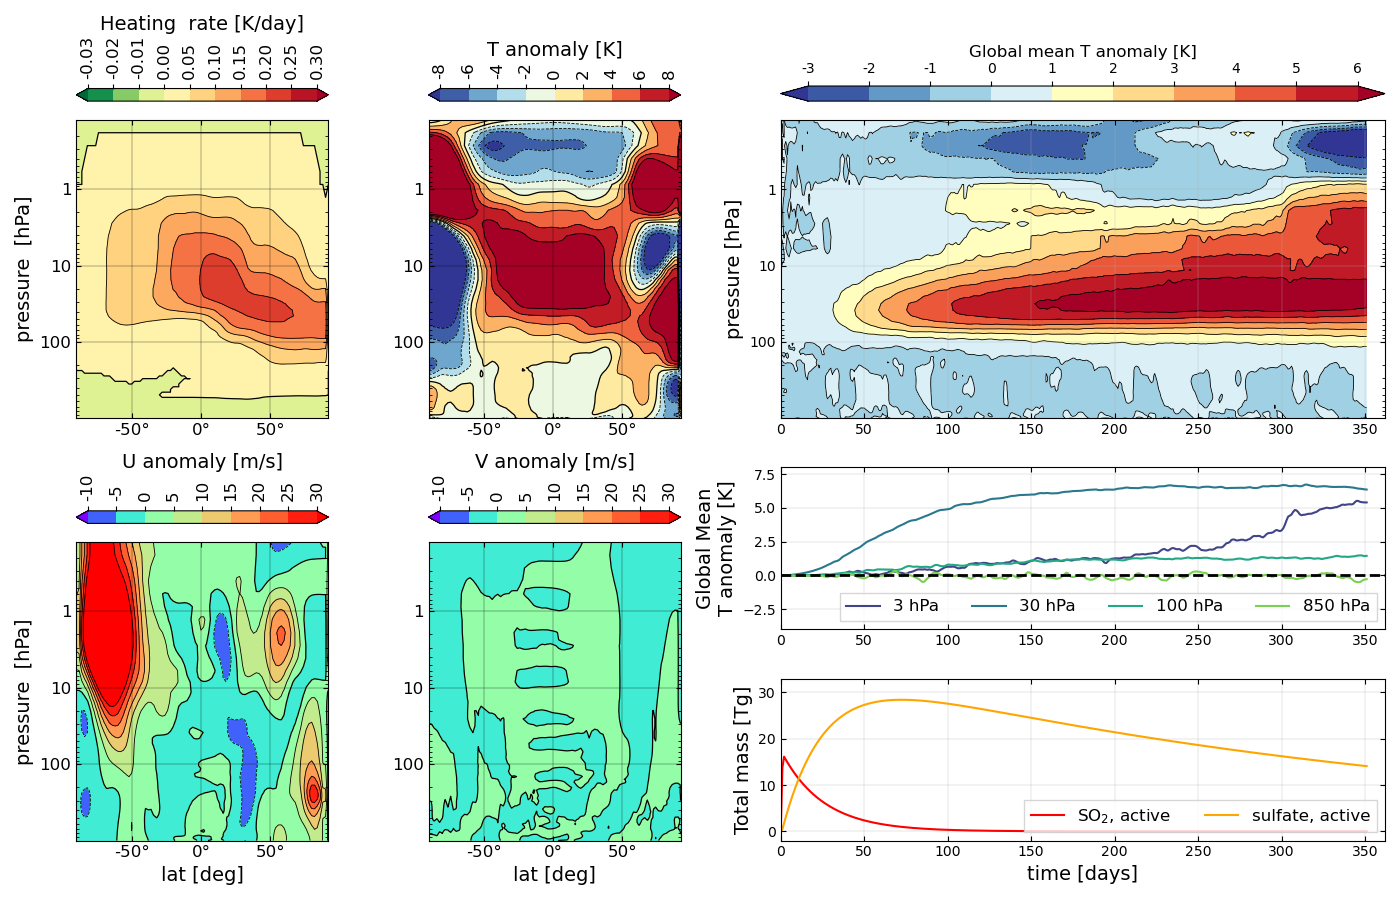 Heating rate [K/day]
-0.03 -0.02 -0.01 0.00 0.05 0.10 0.15 0.20 0.25 0.30
pressure [hPa]
1
10
100
-50° 0° 50°
T anomaly [K]
-8 -6 -4 -2 0 2 4 6 8
1
10
100
-50° 0° 50°
Global mean T anomaly [K]
-3 -2 -1 0 1 2 3 4 5 6
pressure [hPa]
1
10
100
0 50 100 150 200 250 300 350
U anomaly [m/s]
-10 -5 0 5 10 15 20 25 30
pressure [hPa]
1
10
100
-50° 0° 50°
lat [deg]
V anomaly [m/s]
-10 -5 0 5 10 15 20 25 30
1
10
100
-50° 0° 50°
lat [deg]
Global Mean
T anomaly [K]
7.5
5.0
2.5
0.0
−2.5
3 hPa 30 hPa 100 hPa 850 hPa
0 50 100 150 200 250 300 350
Total mass [Tg]
30
20
10
0
SO₂, active sulfate, active
0 50 100 150 200 250 300 350
time [days]